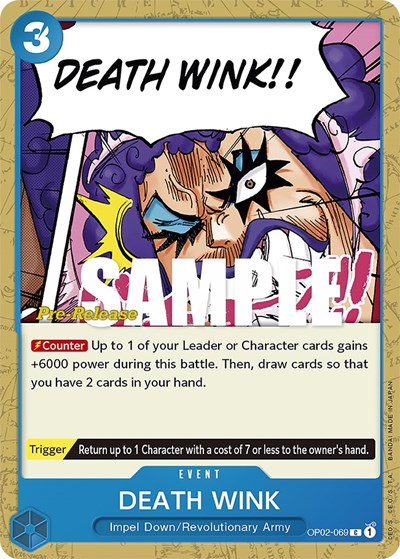 3
DEATH WINK!!
SAMPLE
Pre-Release
Counter Up to 1 of your Leader or Character cards gains
+6000 power during this battle. Then, draw cards so that
you have 2 cards in your hand.
Trigger Return up to 1 Character with a cost of 7 or less to the owner's hand.
EVENT
DEATH WINK
Impel Down/Revolutionary Army
OP02-069 C 1
BANDAI MADE IN JAPAN